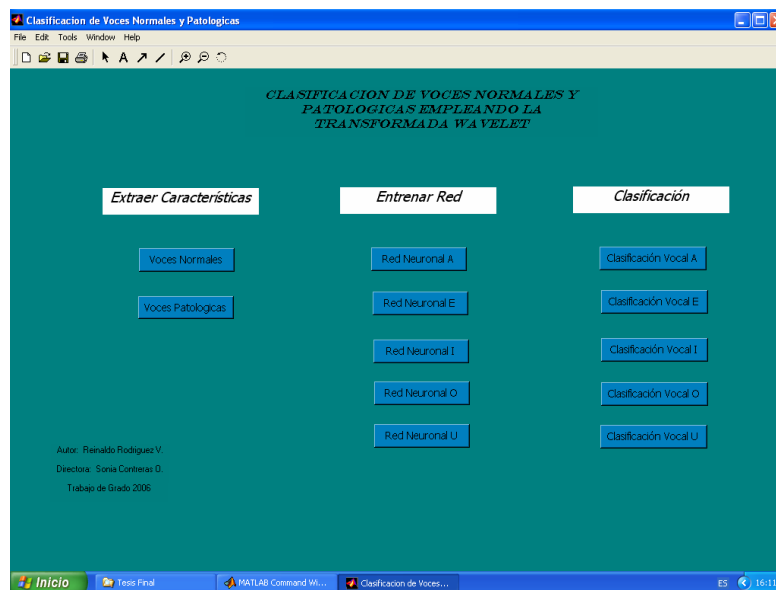 Clasificacion de Voces Normales y Patologicas
File Edit Tools Window Help
CLASIFICACION DE VOCES NORMALES Y
PATOLOGICAS EMPLEANDO LA
TRANSFORMADA WAVELET
Extraer Características
Entrenar Red
Clasificación
Voces Normales
Red Neuronal A
Clasificación Vocal A
Voces Patologicas
Red Neuronal E
Clasificación Vocal E
Red Neuronal I
Clasificación Vocal I
Red Neuronal O
Clasificación Vocal O
Red Neuronal U
Clasificación Vocal U
Autor: Reinaldo Rodriguez V.
Directora: Sonia Contreras O.
Trabajo de Grado 2006
Inicio
Tesis Final
MATLAB Command Wi...
Clasificacion de Voces...
ES
16:11